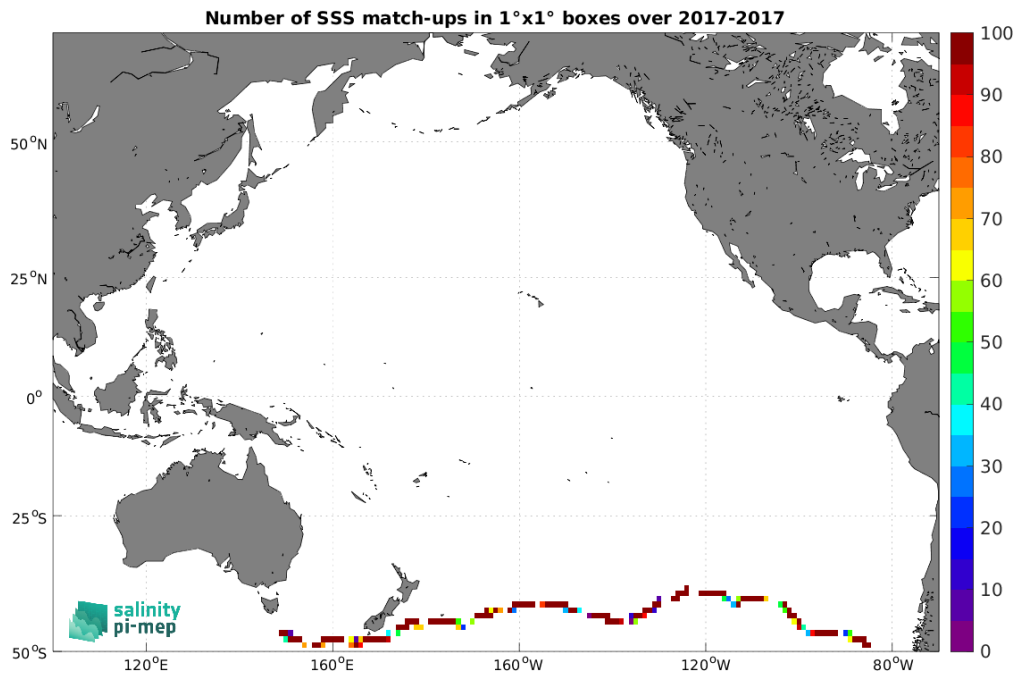 Number of SSS match-ups in 1°x1° boxes over 2017-2017
100
90
80
70
60
50
40
30
20
10
0
50°N
25°N
0°
25°S
50°S
120°E
160°E
160°W
120°W
80°W
salinity
pi-mep